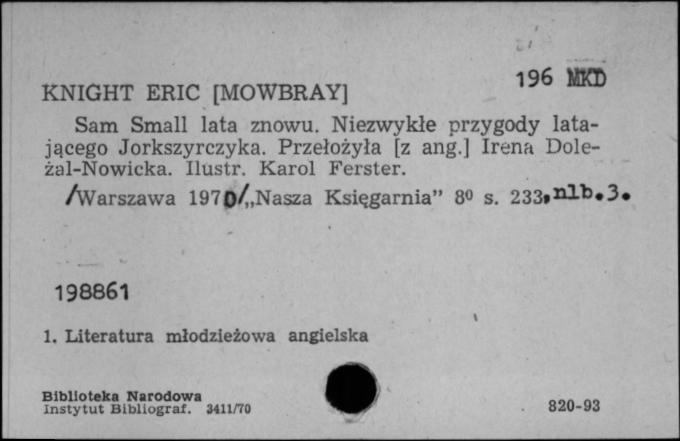 196 MKD
KNIGHT ERIC [MOWBRAY]
Sam Small lata znowu. Niezwykłe przygody lata-
jącego Jorkszyrczyka. Przełożyła [z ang.] Irena Dole-
żal-Nowicka. Ilustr. Karol Ferster.
/Warszawa 1970/„Nasza Księgarnia” 8⁰ s. 233, nlb.3.
198861
1. Literatura młodzieżowa angielska
Biblioteka Narodowa
Instytut Bibliograf. 3411/70
820-93